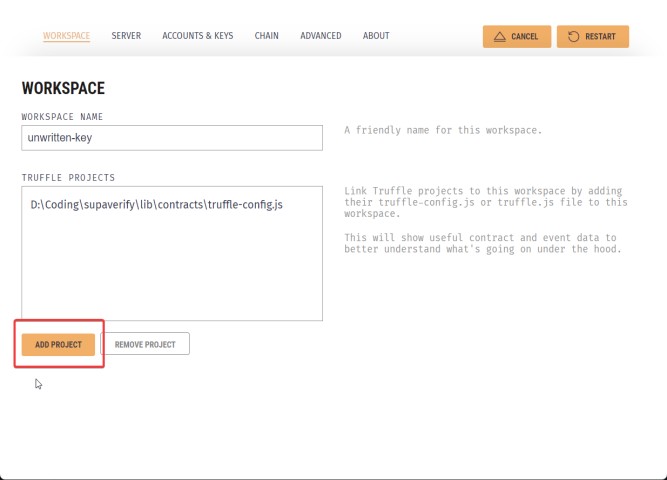 WORKSPACE SERVER ACCOUNTS & KEYS CHAIN ADVANCED ABOUT CANCEL RESTART
WORKSPACE
WORKSPACE NAME
unwritten-key
A friendly name for this workspace.
TRUFFLE PROJECTS
D:\Coding\supaverify\lib\contracts\truffle-config.js
Link Truffle projects to this workspace by adding
their truffle-config.js or truffle.js file to this
workspace.
This will show useful contract and event data to
better understand what's going on under the hood.
ADD PROJECT REMOVE PROJECT